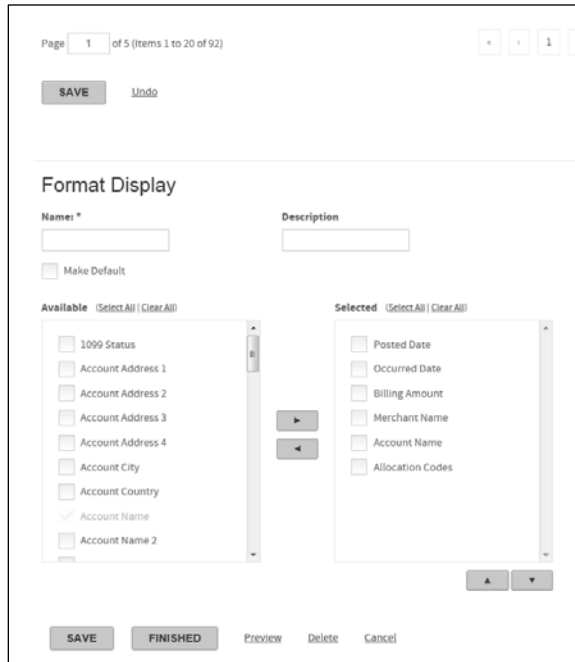 Page 1 of 5 (Items 1 to 20 of 92) 1
SAVE Undo
Format Display
Name: * Description
Make Default
Available (Select All | Clear All) Selected (Select All | Clear All)
1099 Status Posted Date
Account Address 1 Occurred Date
Account Address 2 Billing Amount
Account Address 3 Merchant Name
Account Address 4 Account Name
Account City Allocation Codes
Account Country
Account Name
Account Name 2
SAVE FINISHED Preview Delete Cancel